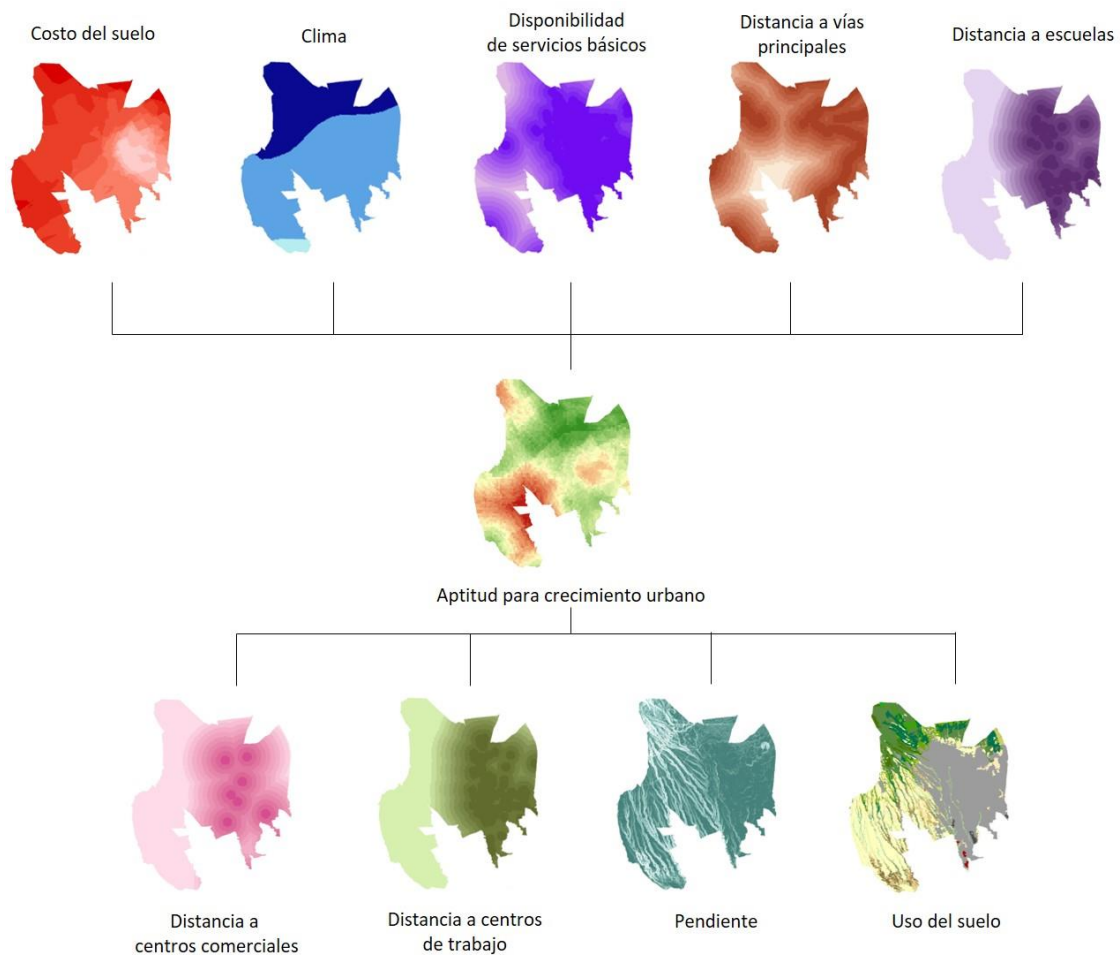 Costo del suelo
Clima
Disponibilidad
de servicios básicos
Distancia a vías
principales
Distancia a escuelas
Aptitud para crecimiento urbano
Distancia a
centros comerciales
Distancia a centros
de trabajo
Pendiente
Uso del suelo